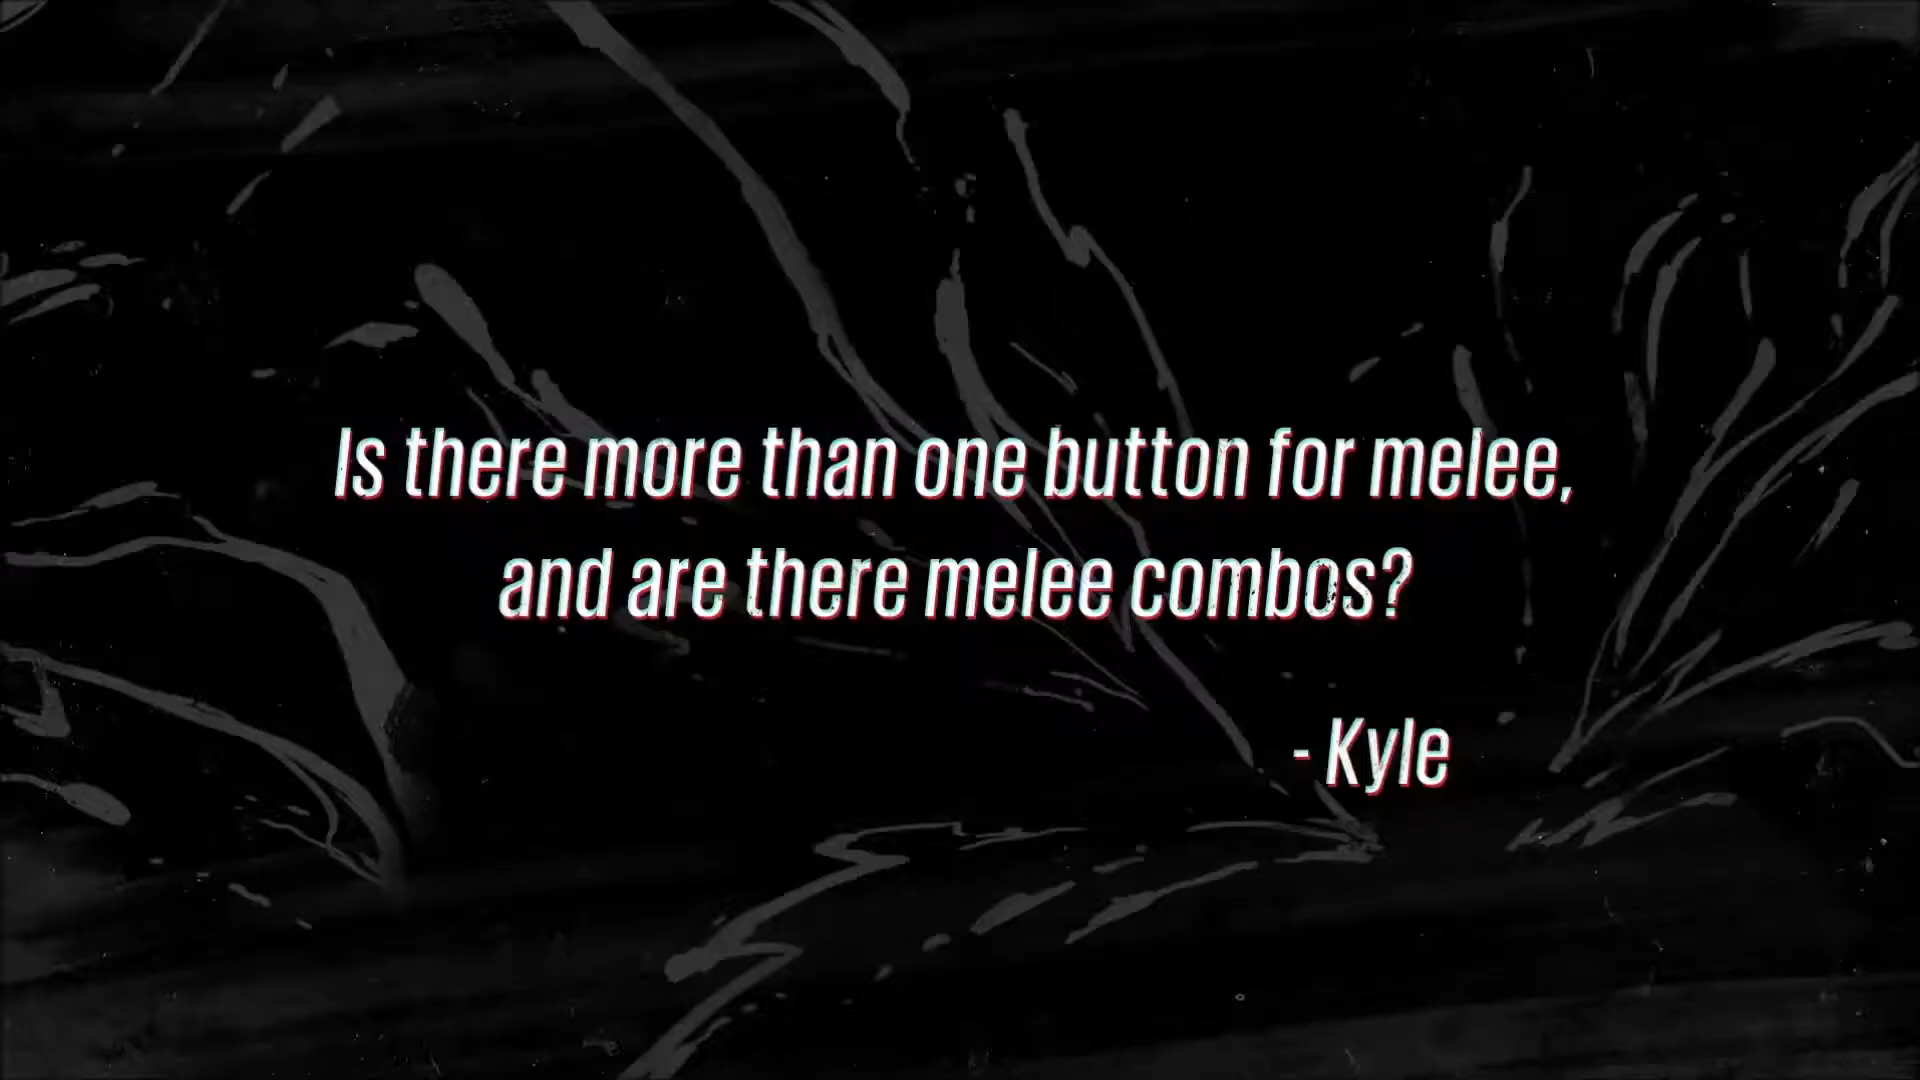 Is there more than one button for melee,
and are there melee combos?
- Kyle